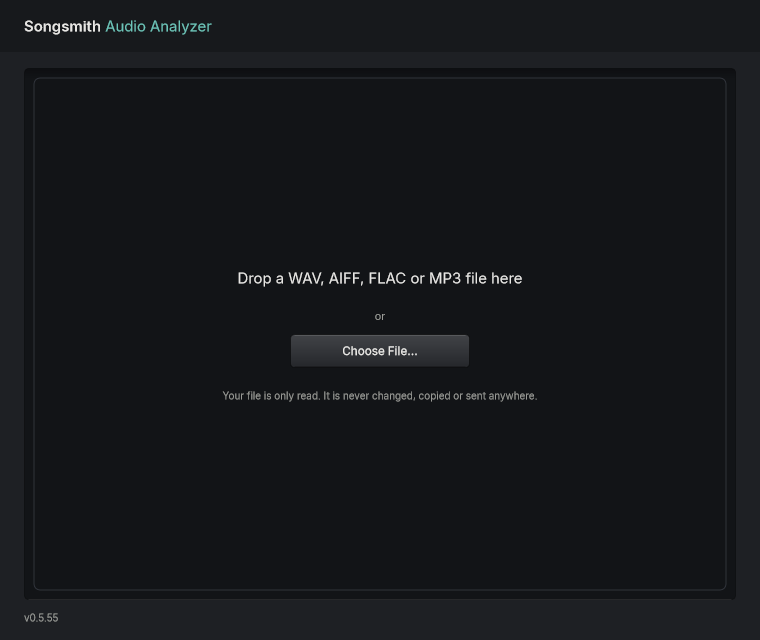 Songsmith Audio Analyzer
Drop a WAV, AIFF, FLAC or MP3 file here
or
Choose File...
Your file is only read. It is never changed, copied or sent anywhere.
v0.5.55